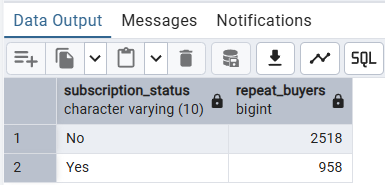 Data Output Messages Notifications
SQL
subscription_status repeat_buyers
character varying (10) bigint
1 No 2518
2 Yes 958